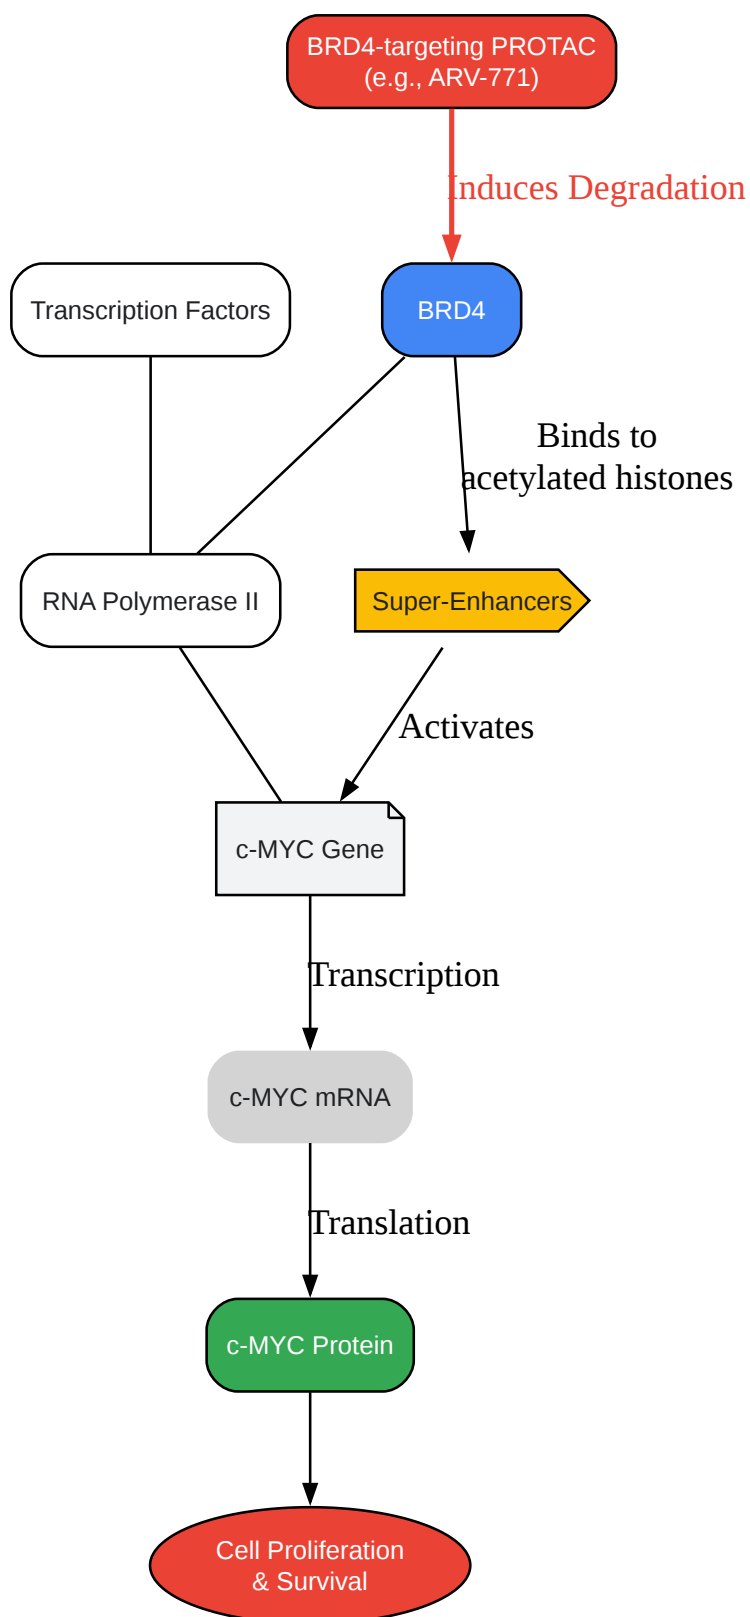 BRD4-targeting PROTAC
(e.g., ARV-771)
Induces Degradation
Transcription Factors
BRD4
Binds to
acetylated histones
RNA Polymerase II
Super-Enhancers
Activates
c-MYC Gene
Transcription
c-MYC mRNA
Translation
c-MYC Protein
Cell Proliferation
& Survival